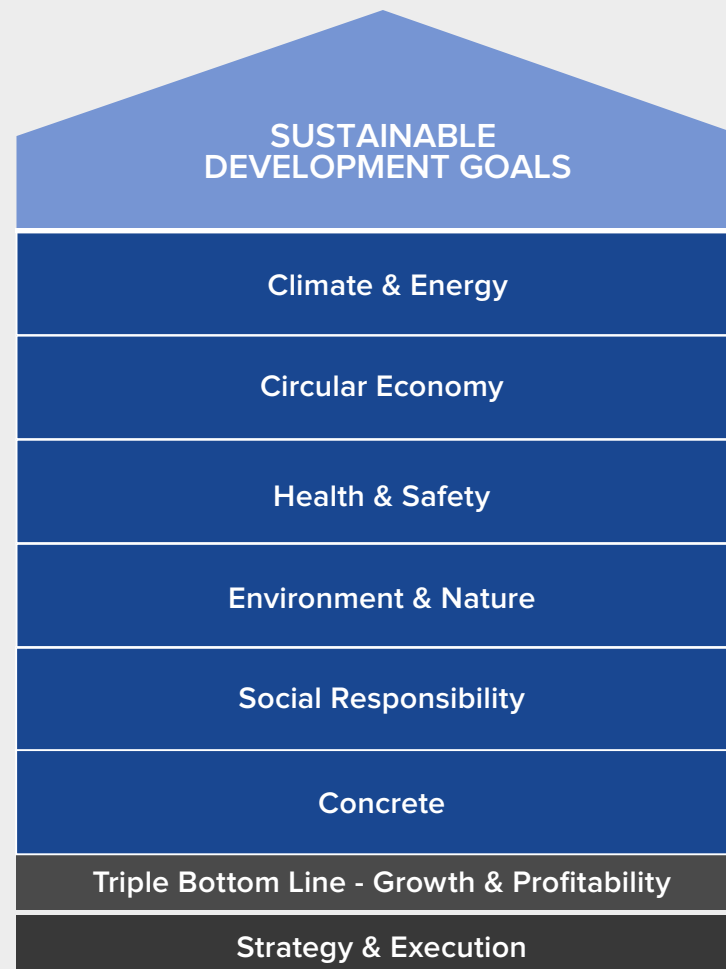 SUSTAINABLE
DEVELOPMENT GOALS
Climate & Energy
Circular Economy
Health & Safety
Environment & Nature
Social Responsibility
Concrete
Triple Bottom Line - Growth & Profitability
Strategy & Execution